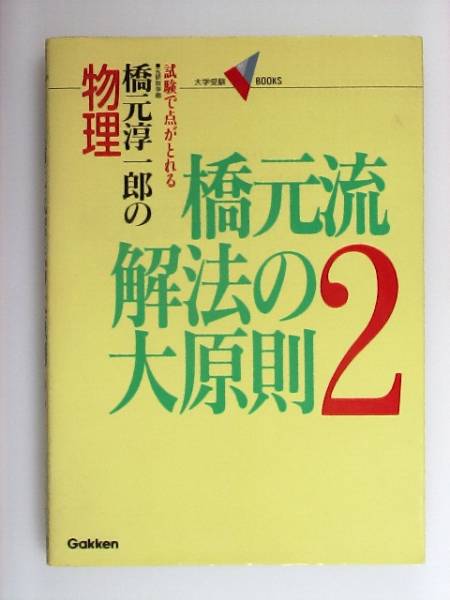 大学受験 BOOKS
試験で点がとれる
橋元淳一郎の
物理
橋元流
解法の
大原則
2
Gakken